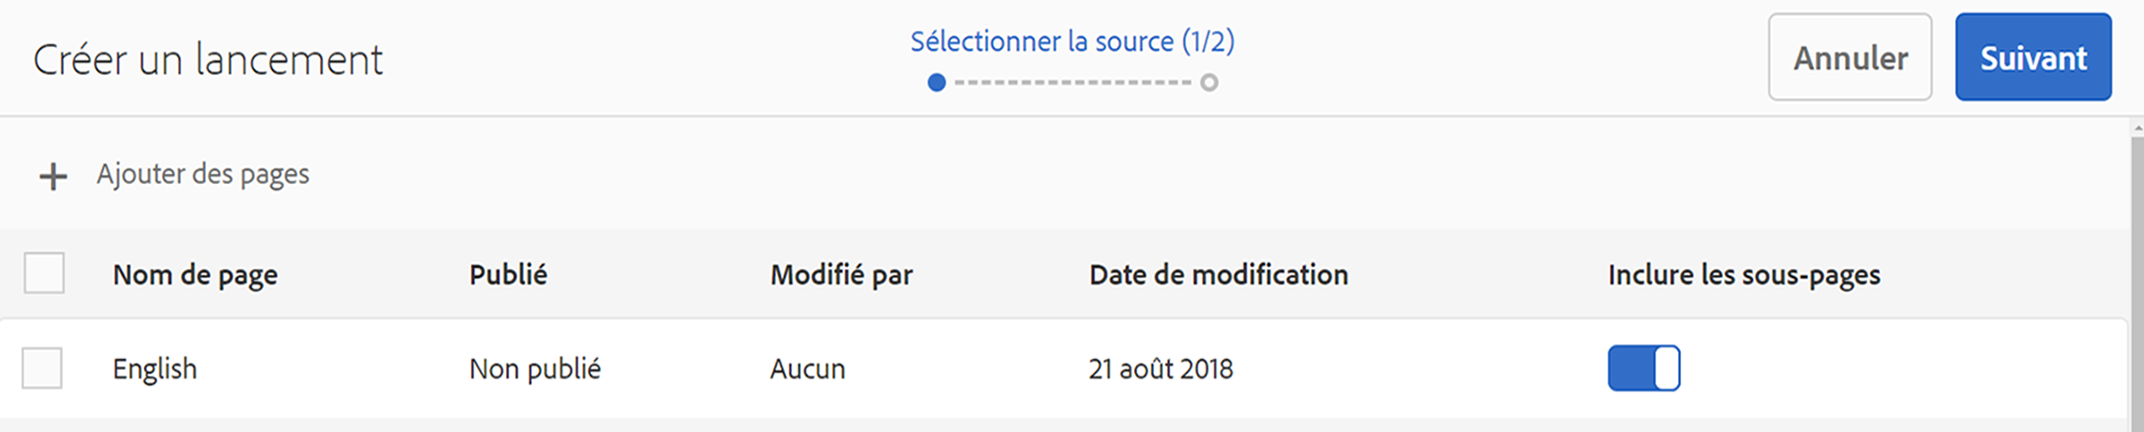 Créer un lancement
Sélectionner la source (1/2)
Annuler
Suivant
Ajouter des pages
Nom de page Publié Modifié par Date de modification Inclure les sous-pages
English Non publié Aucun 21 août 2018